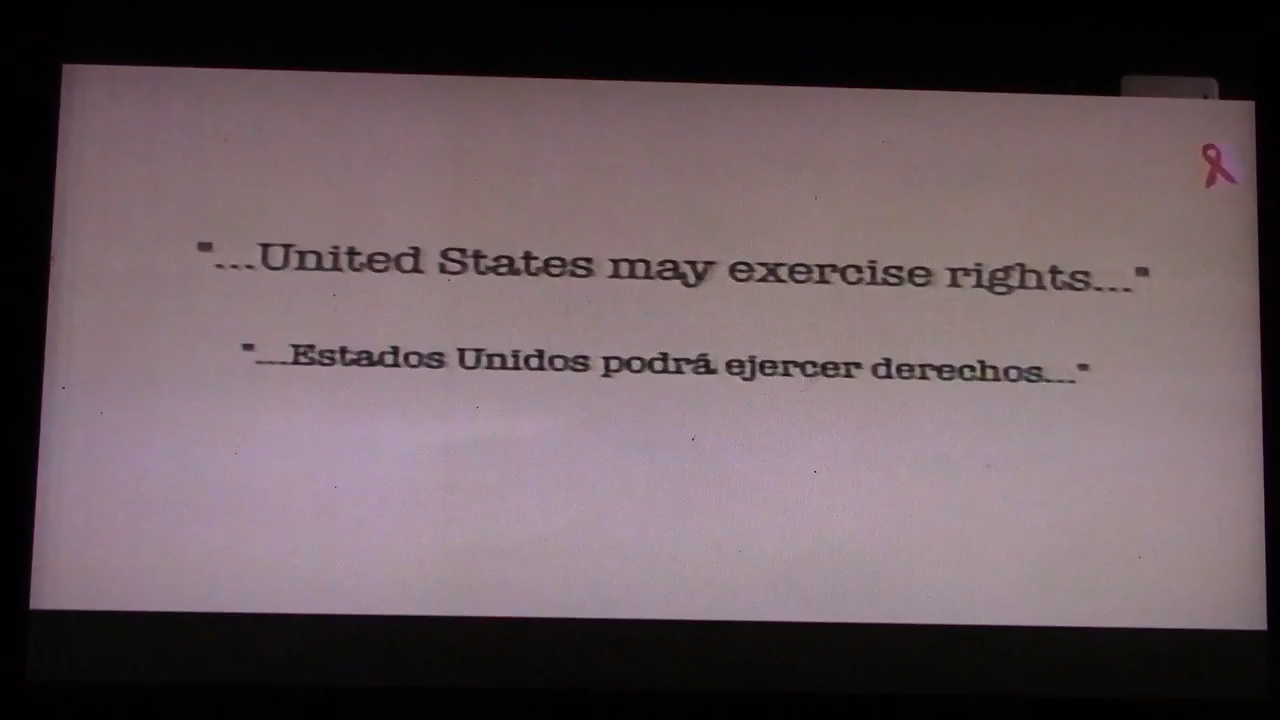 "...United States may exercise rights..."
"...Estados Unidos podrá ejercer derechos..."